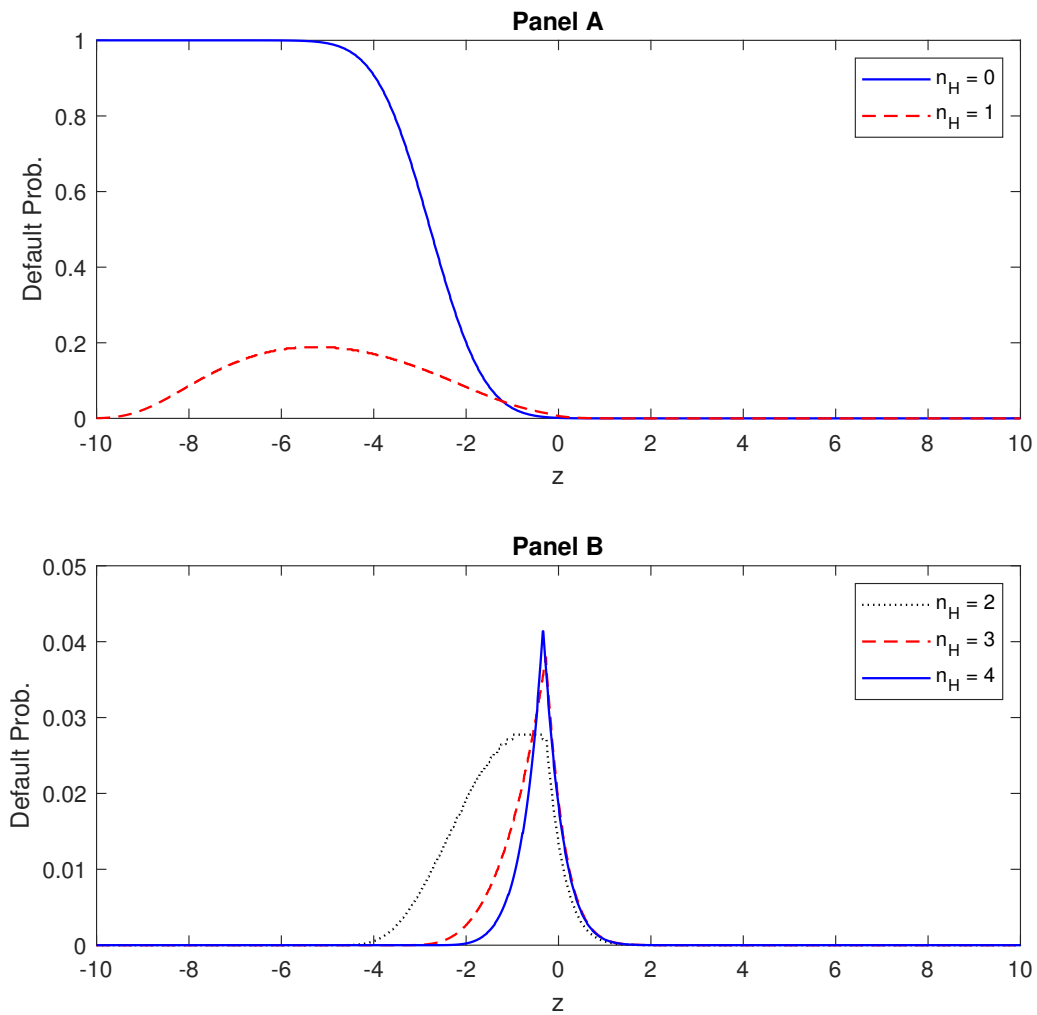 Panel A
1
0.8
0.6
0.4
0.2
0
Default Prob.
n_H = 0
n_H = 1
-10 -8 -6 -4 -2 0 2 4 6 8 10
z
Panel B
0.05
0.04
0.03
0.02
0.01
0
Default Prob.
n_H = 2
n_H = 3
n_H = 4
-10 -8 -6 -4 -2 0 2 4 6 8 10
z